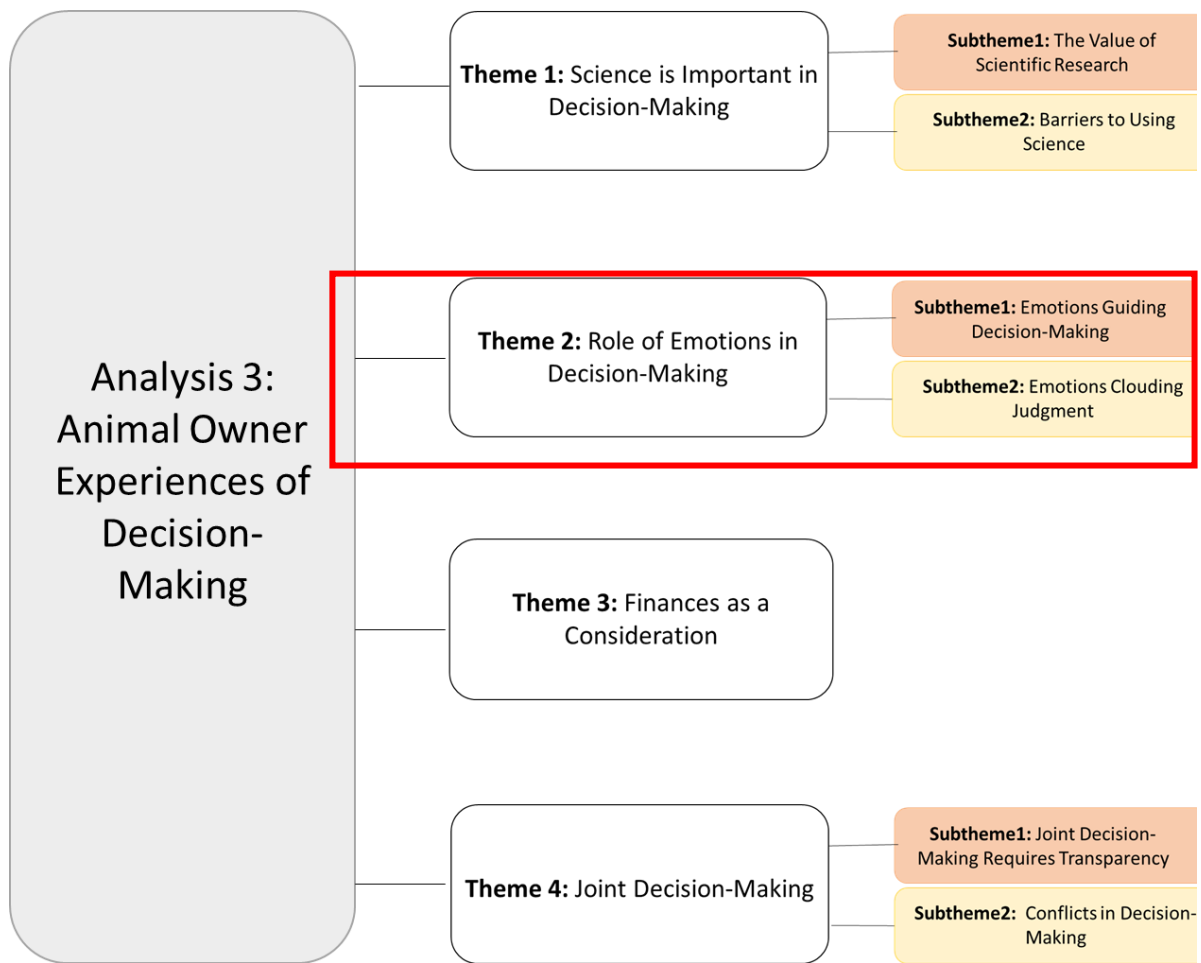 Analysis 3:
Animal Owner
Experiences of
Decision-
Making
Theme 1: Science is Important in
Decision-Making
Subtheme1: The Value of
Scientific Research
Subtheme2: Barriers to Using
Science
Theme 2: Role of Emotions in
Decision-Making
Subtheme1: Emotions Guiding
Decision-Making
Subtheme2: Emotions Clouding
Judgment
Theme 3: Finances as a
Consideration
Theme 4: Joint Decision-Making
Subtheme1: Joint Decision-
Making Requires Transparency
Subtheme2: Conflicts in Decision-
Making